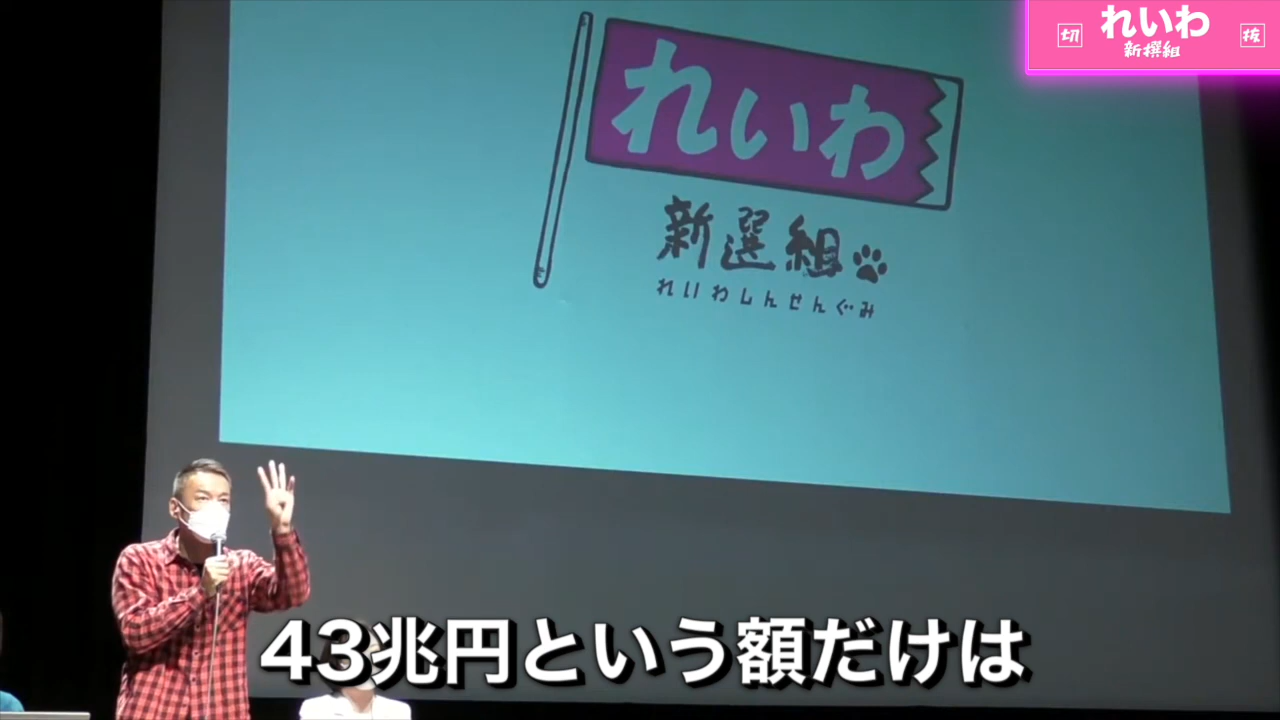 れいわ
新選組
れいわしんせんぐみ
切
れいわ
新撰組
抜
43兆円という額だけは